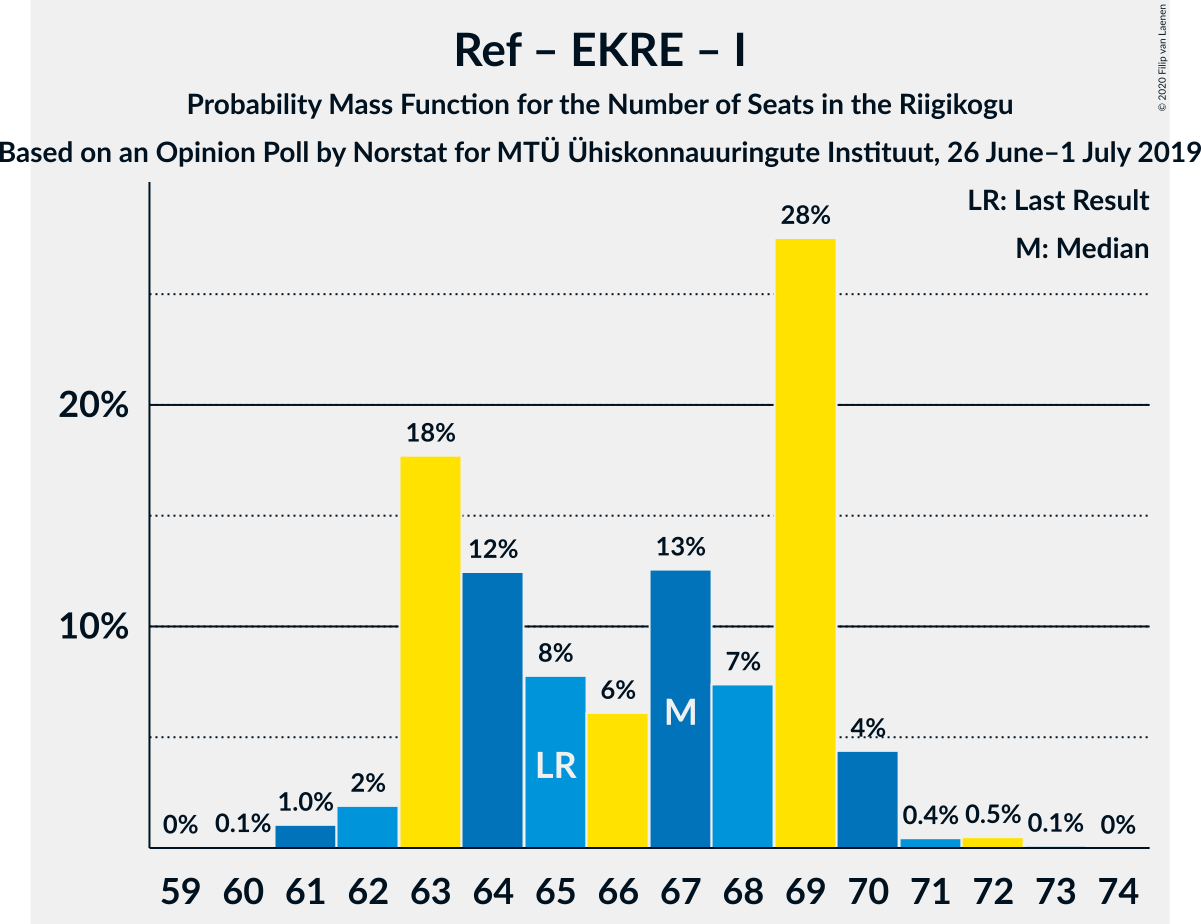 Ref – EKRE – I
Probability Mass Function for the Number of Seats in the Riigikogu
Based on an Opinion Poll by Norstat for MTÜ Ühiskonnauuringute Instituut, 26 June–1 July 2019
© 2020 Filip van Laenen
LR: Last Result
M: Median
28%
20%
18%
12%
13%
10%
8%
7%
6%
M
4%
LR
2%
1.0%
0% 0.1%
0.4% 0.5% 0.1% 0%
59 60 61 62 63 64 65 66 67 68 69 70 71 72 73 74